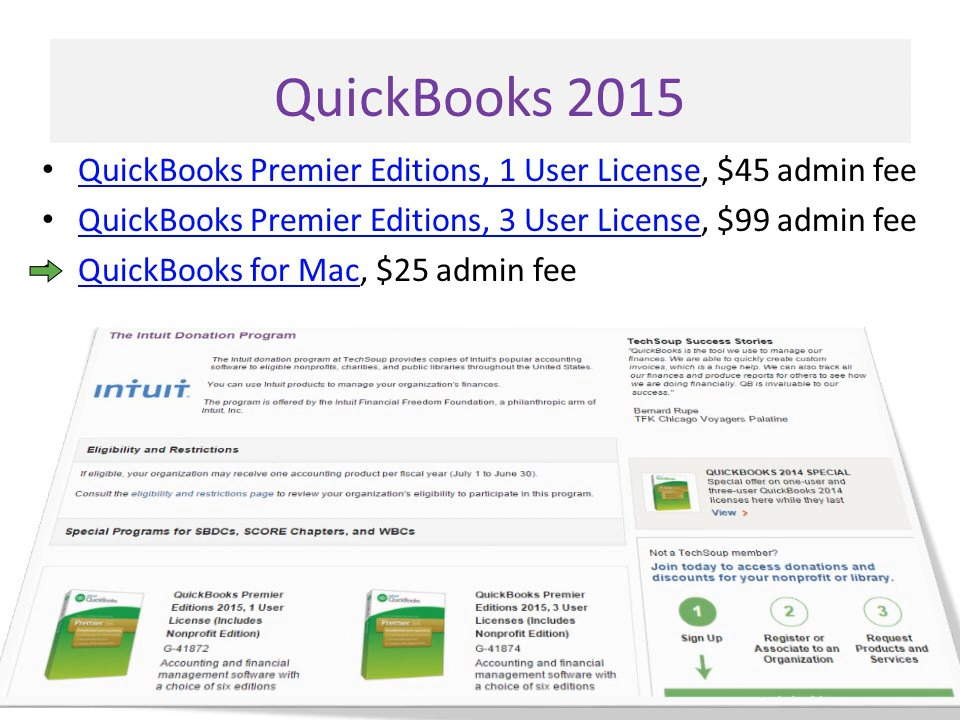 QuickBooks 2015
• QuickBooks Premier Editions, 1 User License, $45 admin fee
• QuickBooks Premier Editions, 3 User License, $99 admin fee
QuickBooks for Mac, $25 admin fee
The Intuit Donation Program
The Intuit donation program at TechSoup provides copies of Intuit's popular accounting
software to eligible nonprofits, charities, and public libraries throughout the United States.
You can use Intuit products to manage your organization's finances.
The program is offered by the Intuit Financial Freedom Foundation, a philanthropic arm of
Intuit, Inc.
INTUIT
Eligibility and Restrictions
If eligible, your organization may receive one accounting product per fiscal year (July 1 to June 30).
Consult the eligibility and restrictions page to review your organization's eligibility to participate in this program.
Special Programs for SBDCs, SCORE Chapters, and WBCs
QuickBooks
Premier
QuickBooks Premier
Editions 2015, 1 User
License (Includes
Nonprofit Edition)
G-41872
Accounting and financial
management software with
a choice of six editions
QuickBooks
Premier
QuickBooks Premier
Editions 2015, 3 User
Licenses (Includes
Nonprofit Edition)
G-41874
Accounting and financial
management software with
a choice of six editions
TechSoup Success Stories
"QuickBooks is the tool we use to manage our
finances. We are able to quickly create custom
invoices, which is a huge help. We can also track all
our finances and produce reports for others to see how
we are doing financially. QB is invaluable to our
success."
Bernard Rupe
TFK Chicago Voyagers Palatine
QUICKBOOKS 2014 SPECIAL
Special offer on one-user and
three-user QuickBooks 2014
licenses here while they last
View >
Not a TechSoup member?
Join today to access donations and
discounts for your nonprofit or library.
1
Sign Up
2
Register or
Associate to an
Organization
3
Request
Products and
Services